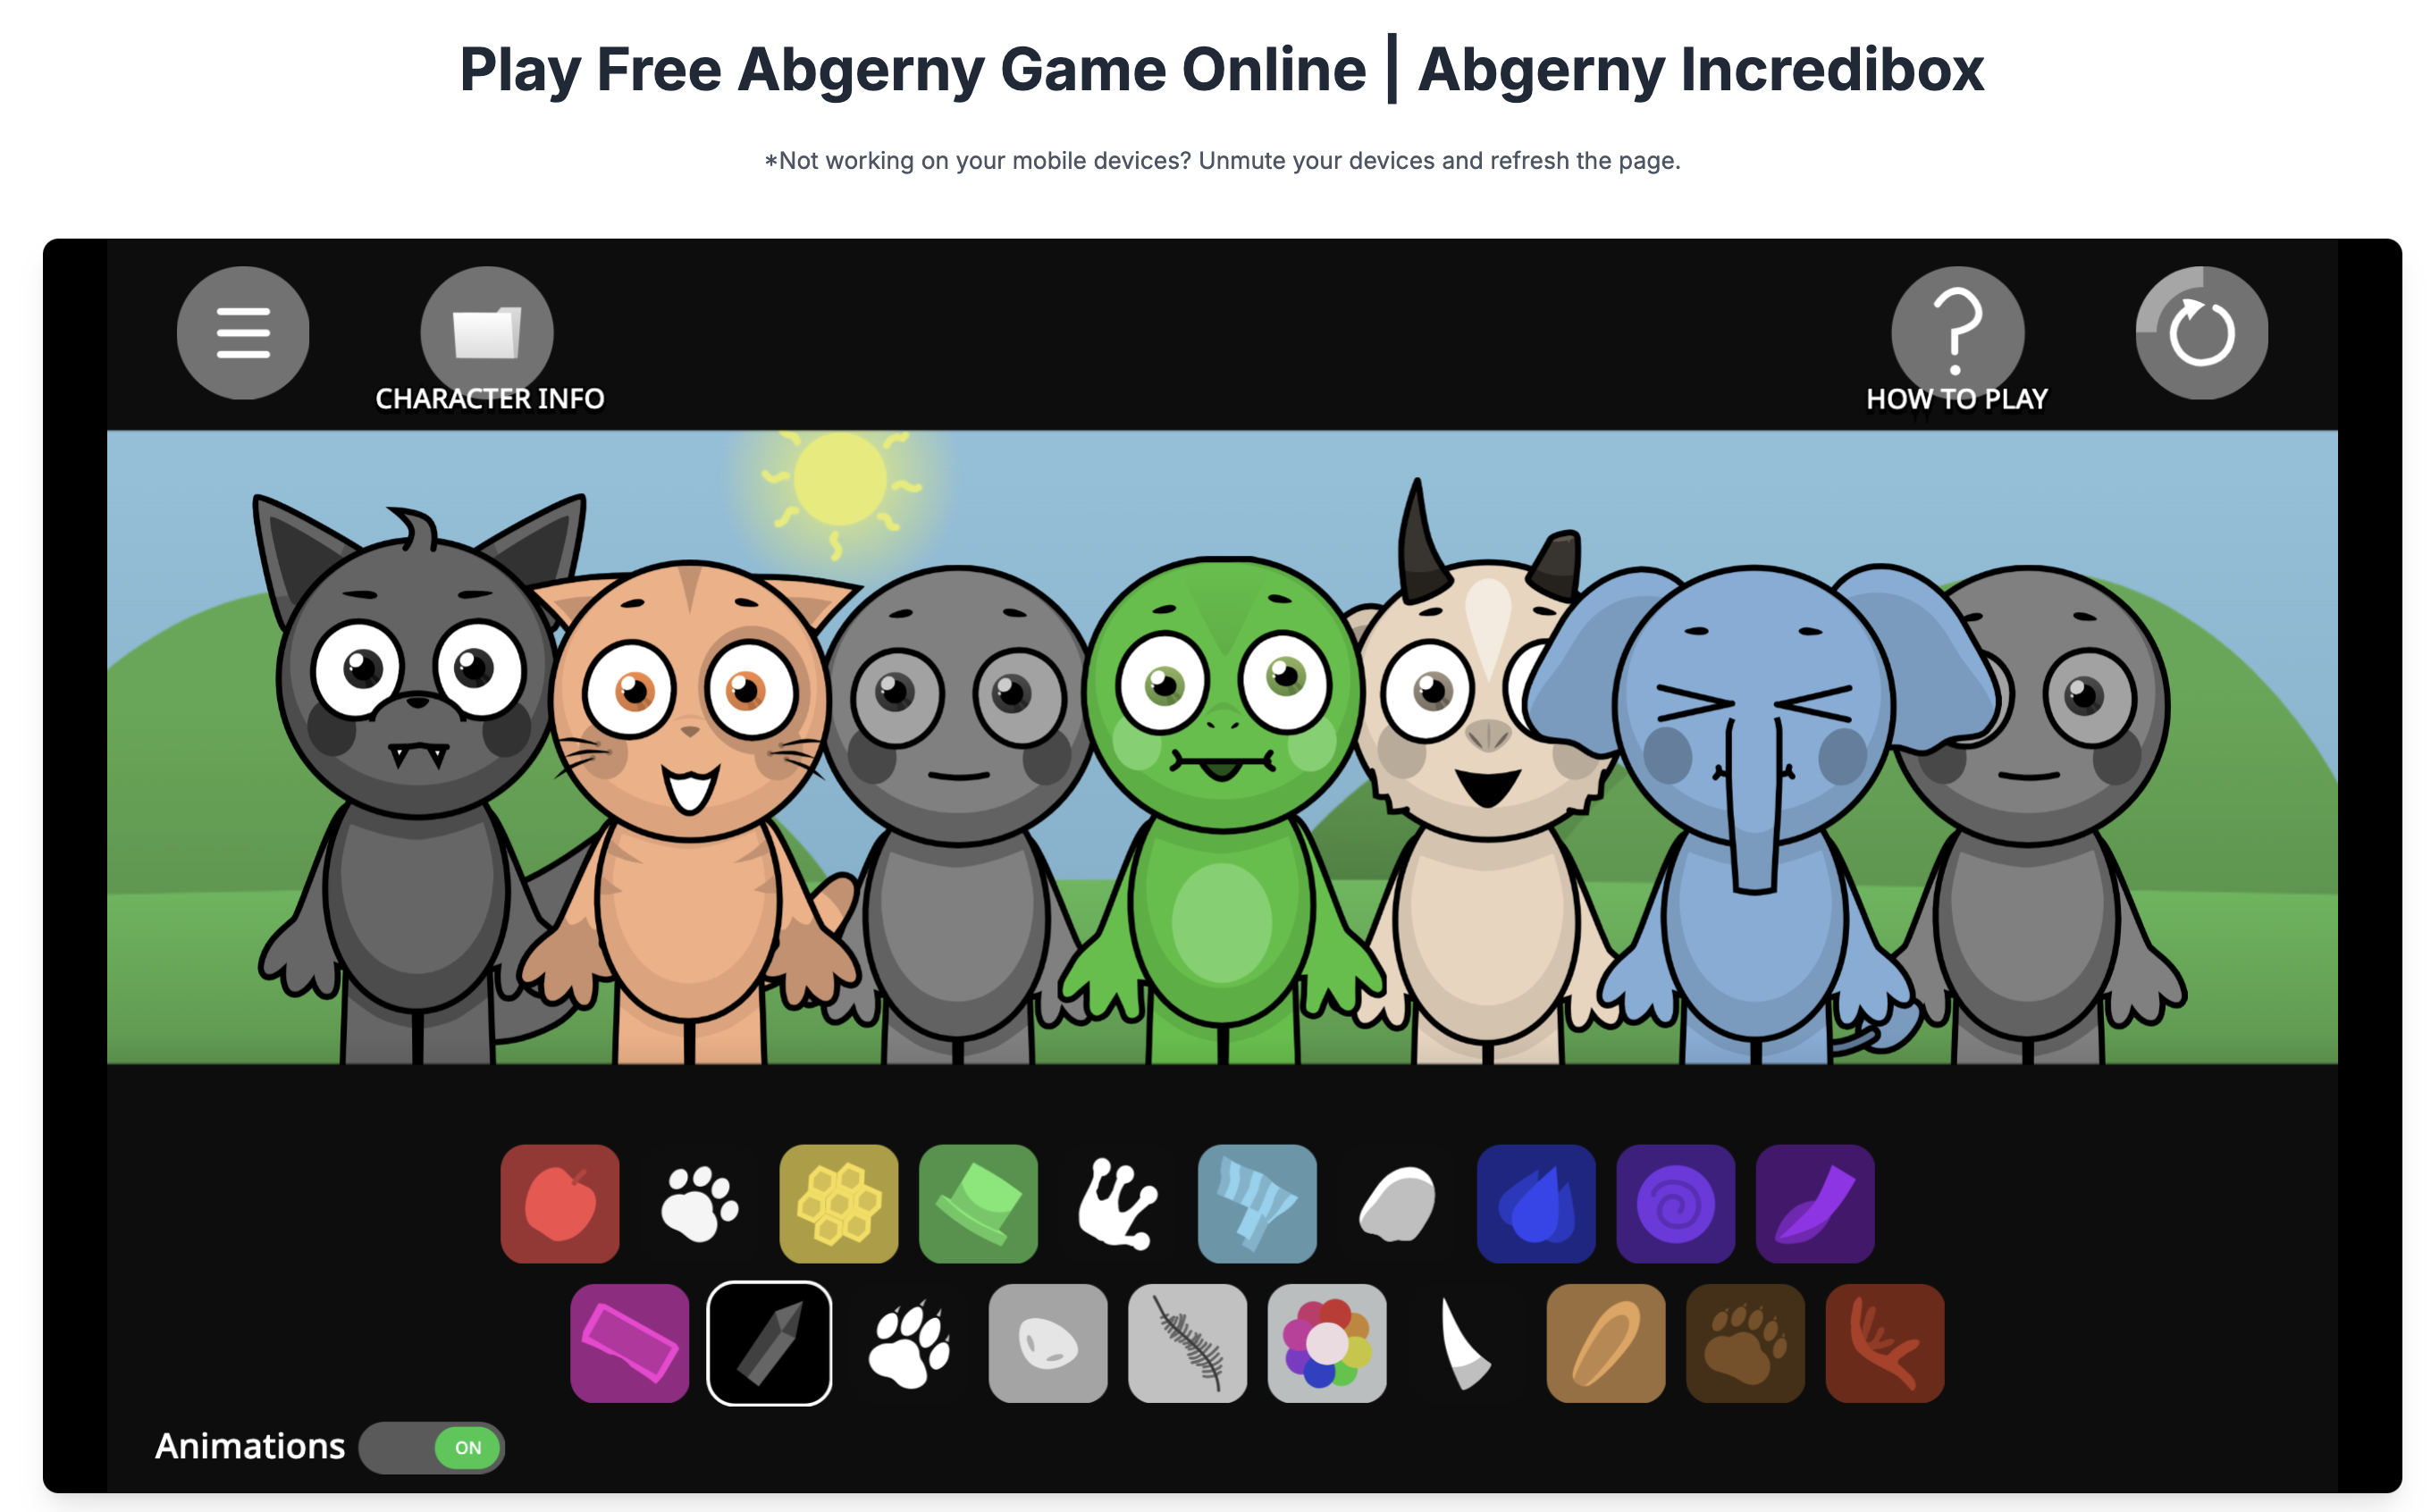 Play Free Abgerny Game Online | Abgerny Incredibox
*Not working on your mobile devices? Unmute your devices and refresh the page.
CHARACTER INFO
HOW TO PLAY
Animations ON